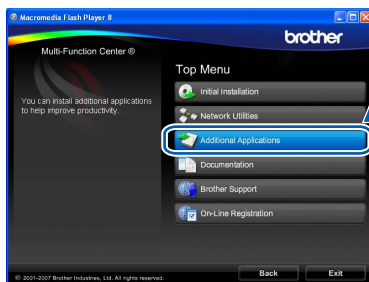 Macromedia Flash Player 8
brother
Multi-Function Center ®
Top Menu
You can install additional applications
to help improve productivity.
Initial Installation
Network Utilities
Additional Applications
Documentation
Brother Support
On-Line Registration
© 2001-2007 Brother Industries, Ltd. All rights reserved.
Back
Exit